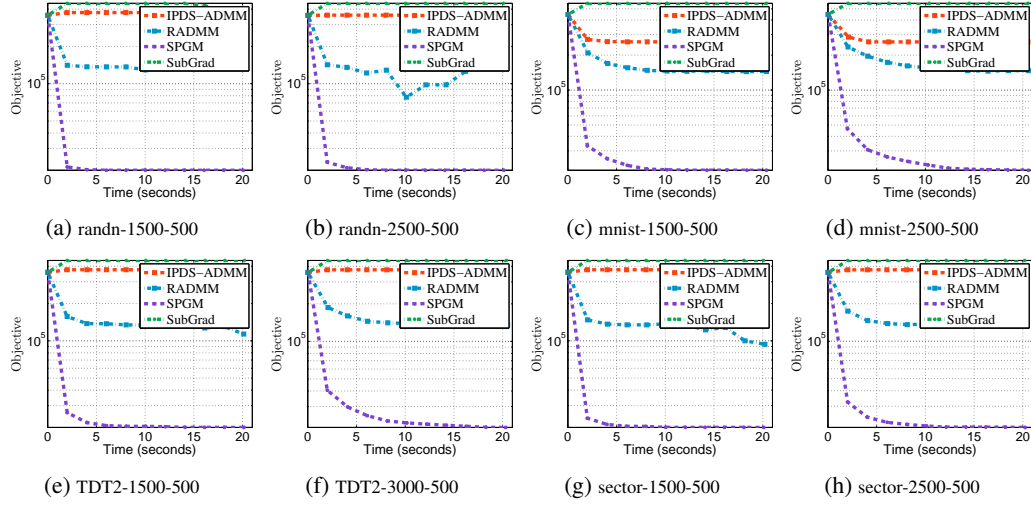 IPDS−ADMM
RADMM
SPGM
SubGrad
Objective
10^5
0 5 10 15 20
Time (seconds)
(a) randn-1500-500
IPDS−ADMM
RADMM
SPGM
SubGrad
Objective
10^5
0 5 10 15 20
Time (seconds)
(b) randn-2500-500
IPDS−ADMM
RADMM
SPGM
SubGrad
Objective
10^5
0 5 10 15 20
Time (seconds)
(c) mnist-1500-500
IPDS−ADMM
RADMM
SPGM
SubGrad
Objective
10^5
0 5 10 15 20
Time (seconds)
(d) mnist-2500-500
IPDS−ADMM
RADMM
SPGM
SubGrad
Objective
10^5
0 5 10 15 20
Time (seconds)
(e) TDT2-1500-500
IPDS−ADMM
RADMM
SPGM
SubGrad
Objective
10^5
0 5 10 15 20
Time (seconds)
(f) TDT2-3000-500
IPDS−ADMM
RADMM
SPGM
SubGrad
Objective
10^5
0 5 10 15 20
Time (seconds)
(g) sector-1500-500
IPDS−ADMM
RADMM
SPGM
SubGrad
Objective
10^5
0 5 10 15 20
Time (seconds)
(h) sector-2500-500